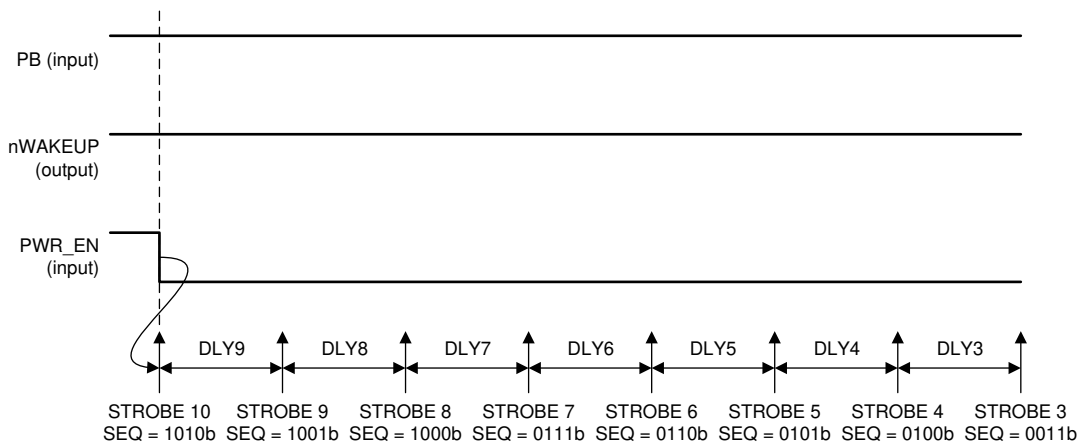 PB (input)
nWAKEUP
(output)
PWR_EN
(input)
DLY9 DLY8 DLY7 DLY6 DLY5 DLY4 DLY3
STROBE 10 STROBE 9 STROBE 8 STROBE 7 STROBE 6 STROBE 5 STROBE 4 STROBE 3
SEQ = 1010b SEQ = 1001b SEQ = 1000b SEQ = 0111b SEQ = 0110b SEQ = 0101b SEQ = 0100b SEQ = 0011b